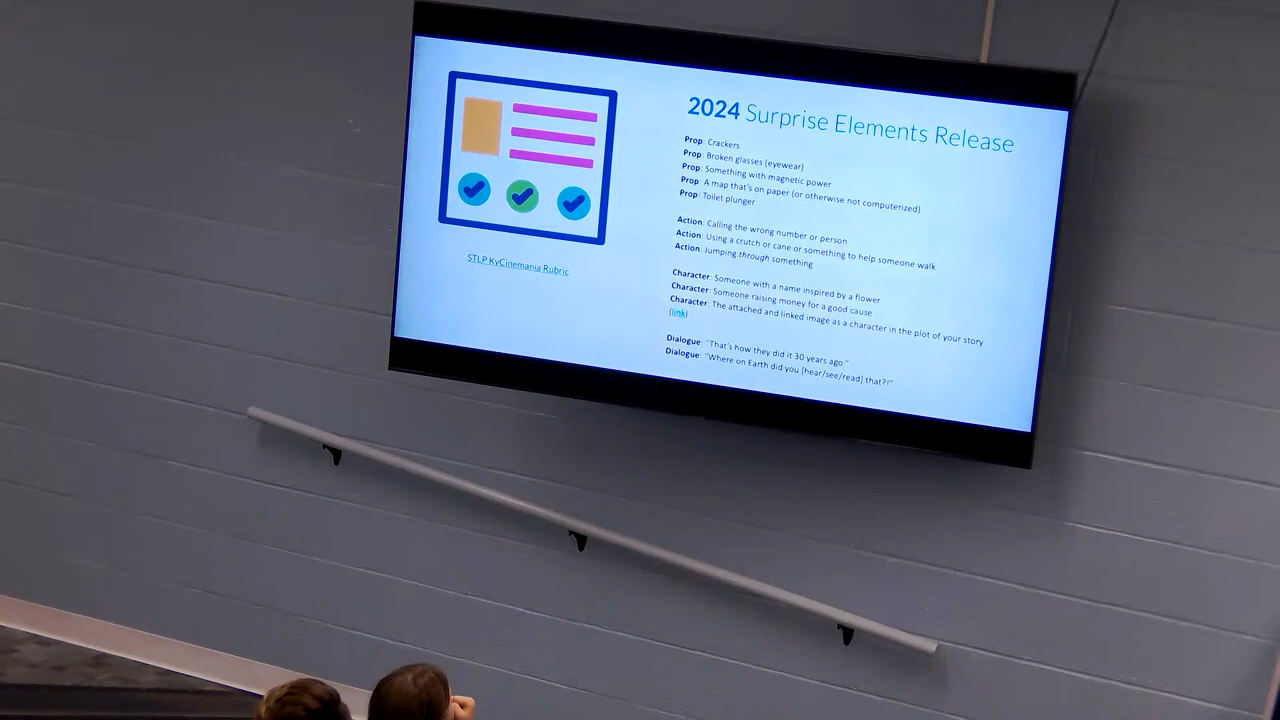 2024 Surprise Elements Release
Prop: Crackers
Prop: Broken glasses (eyewear)
Prop: Something with magnetic power
Prop: A map that's on paper (or otherwise not computerized)
Prop: Toilet plunger
Action: Calling the wrong number or person
Action: Using a crutch or cane or something to help someone walk
Action: Jumping through something
Character: Someone with a name inspired by a flower
Character: Someone raising money for a good cause
Character: The attached and linked image as a character in the plot of your story
(link)
Dialogue: "That's how they did it 30 years ago."
Dialogue: "Where on Earth did you [hear/see/read] that?!"
STLP KyCinemania Rubric